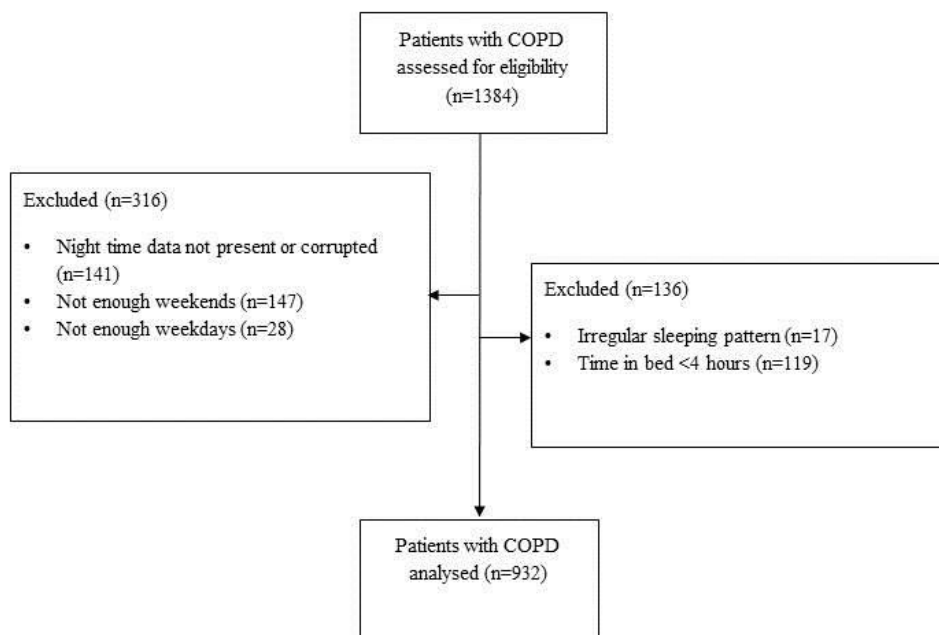 Patients with COPD
assessed for eligibility
(n=1384)
Excluded (n=316)
• Night time data not present or corrupted
(n=141)
• Not enough weekends (n=147)
• Not enough weekdays (n=28)
Excluded (n=136)
• Irregular sleeping pattern (n=17)
• Time in bed <4 hours (n=119)
Patients with COPD
analysed (n=932)